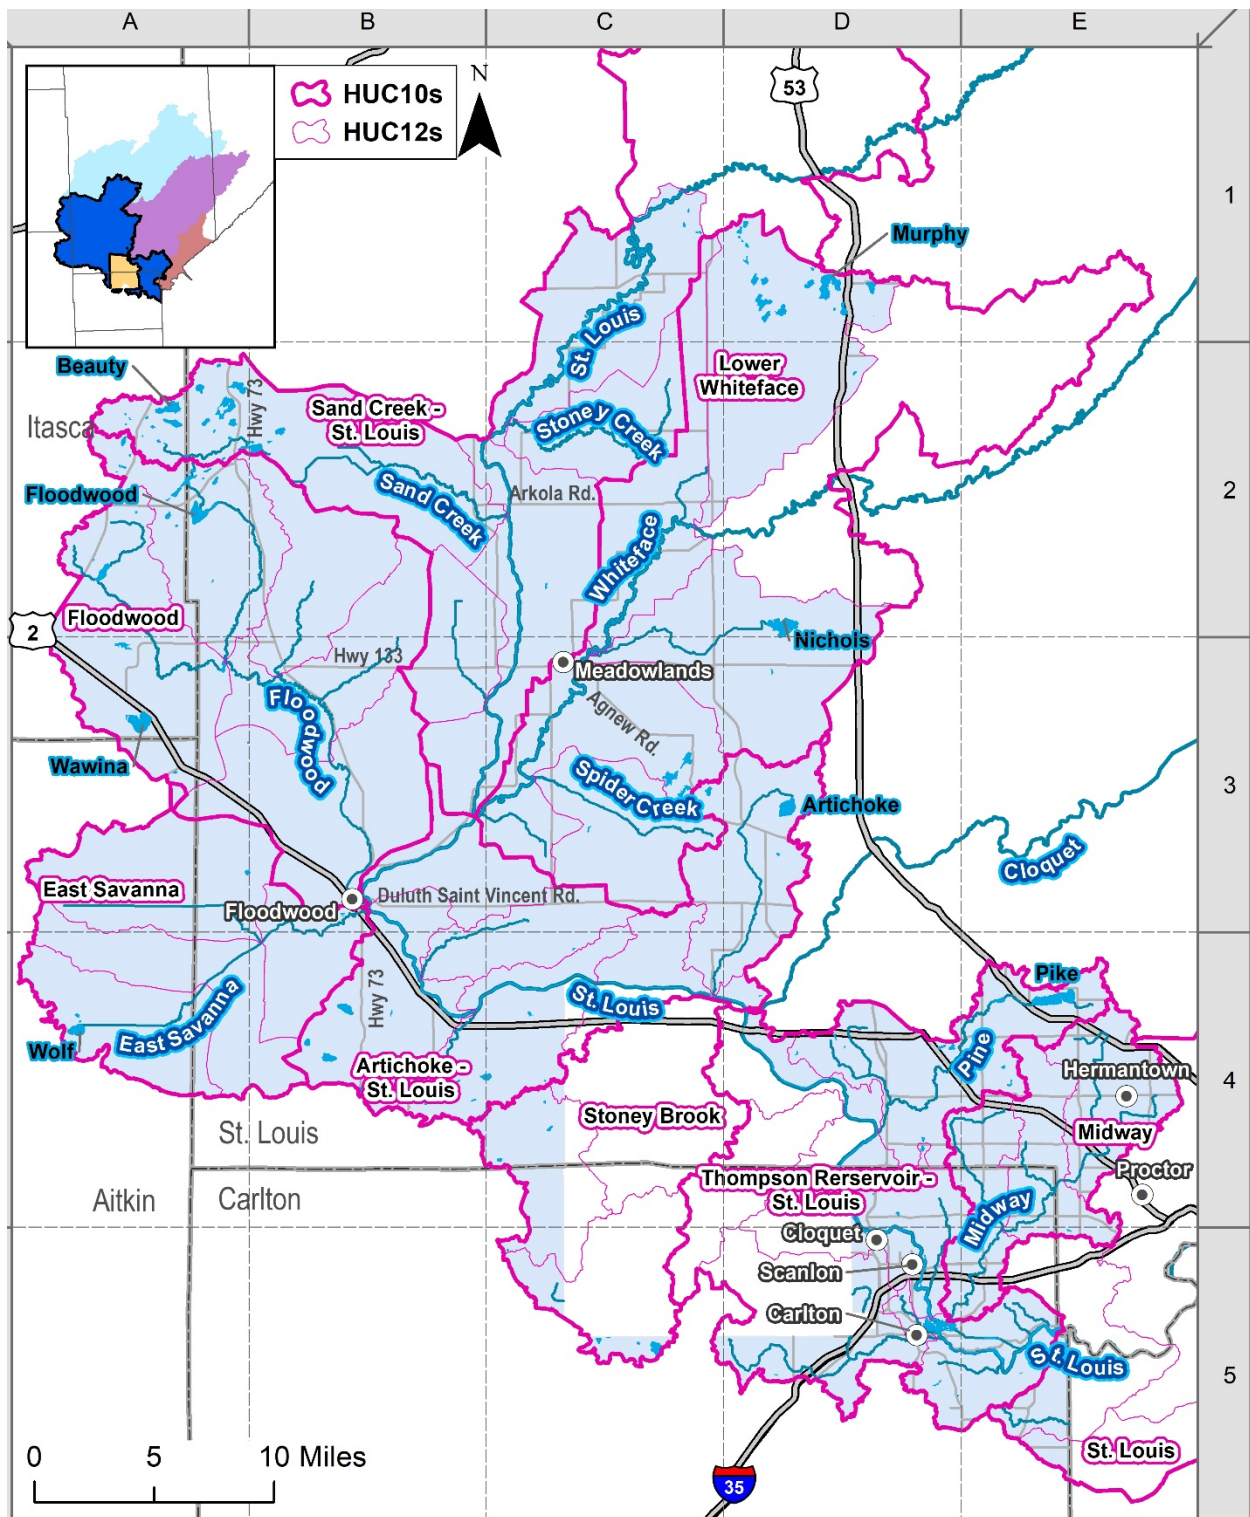 A
B
C
D
E
N
HUC10s
HUC12s
53
1
Murphy
St. Louis
Beauty
Hwy 73
Lower
Whiteface
Itasca
Sand Creek -
St. Louis
Stoney Creek
Floodwood
Sand Creek
Arkola Rd.
2
Whiteface
Floodwood
2
Nichols
Hwy 133
Meadowlands
Floodwood
Agnew Rd.
Wawina
Spider Creek
Artichoke
3
Cloquet
East Savanna
Duluth Saint Vincent Rd.
Floodwood
Hwy 73
Pike
East Savanna
St. Louis
Wolf
Pine
Artichoke -
St. Louis
Hermantown
4
Stoney Brook
St. Louis
Midway
Proctor
Thompson Rerservoir -
St. Louis
Aitkin
Carlton
Midway
Cloquet
Scanlon
Carlton
St. Louis
5
St. Louis
0
5
10 Miles
35